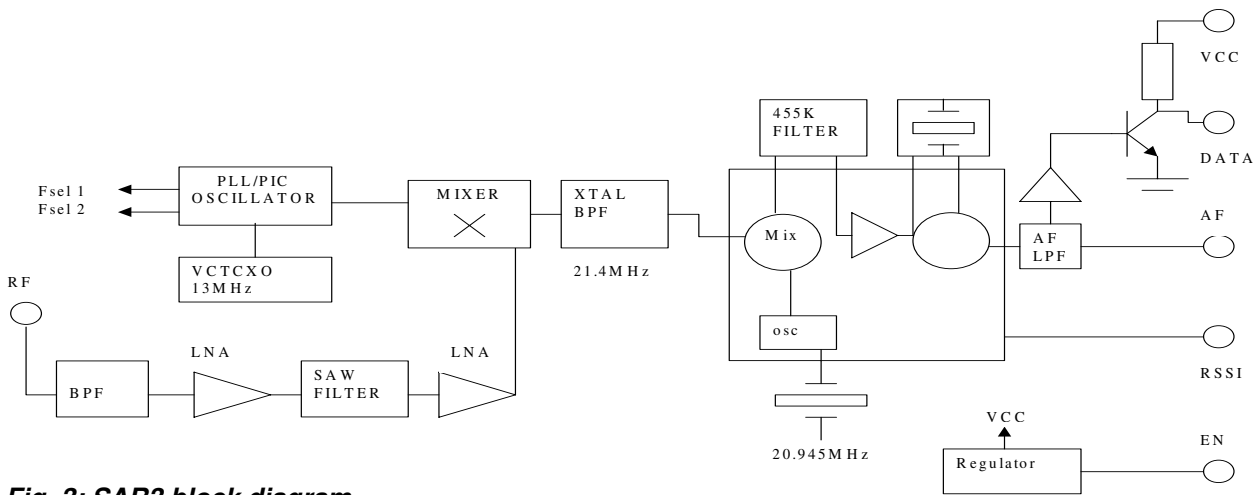 VCC
455K
FILTER
DATA
Fsel 1
Fsel 2
PLL/PIC
OSCILLATOR
MIXER
XTAL
BPF
Mix
AF
LPF
AF
VCTCXO
13MHz
21.4MHz
RF
osc
LNA
LNA
RSSI
BPF
SAW
FILTER
20.945MHz
VCC
EN
Regulator